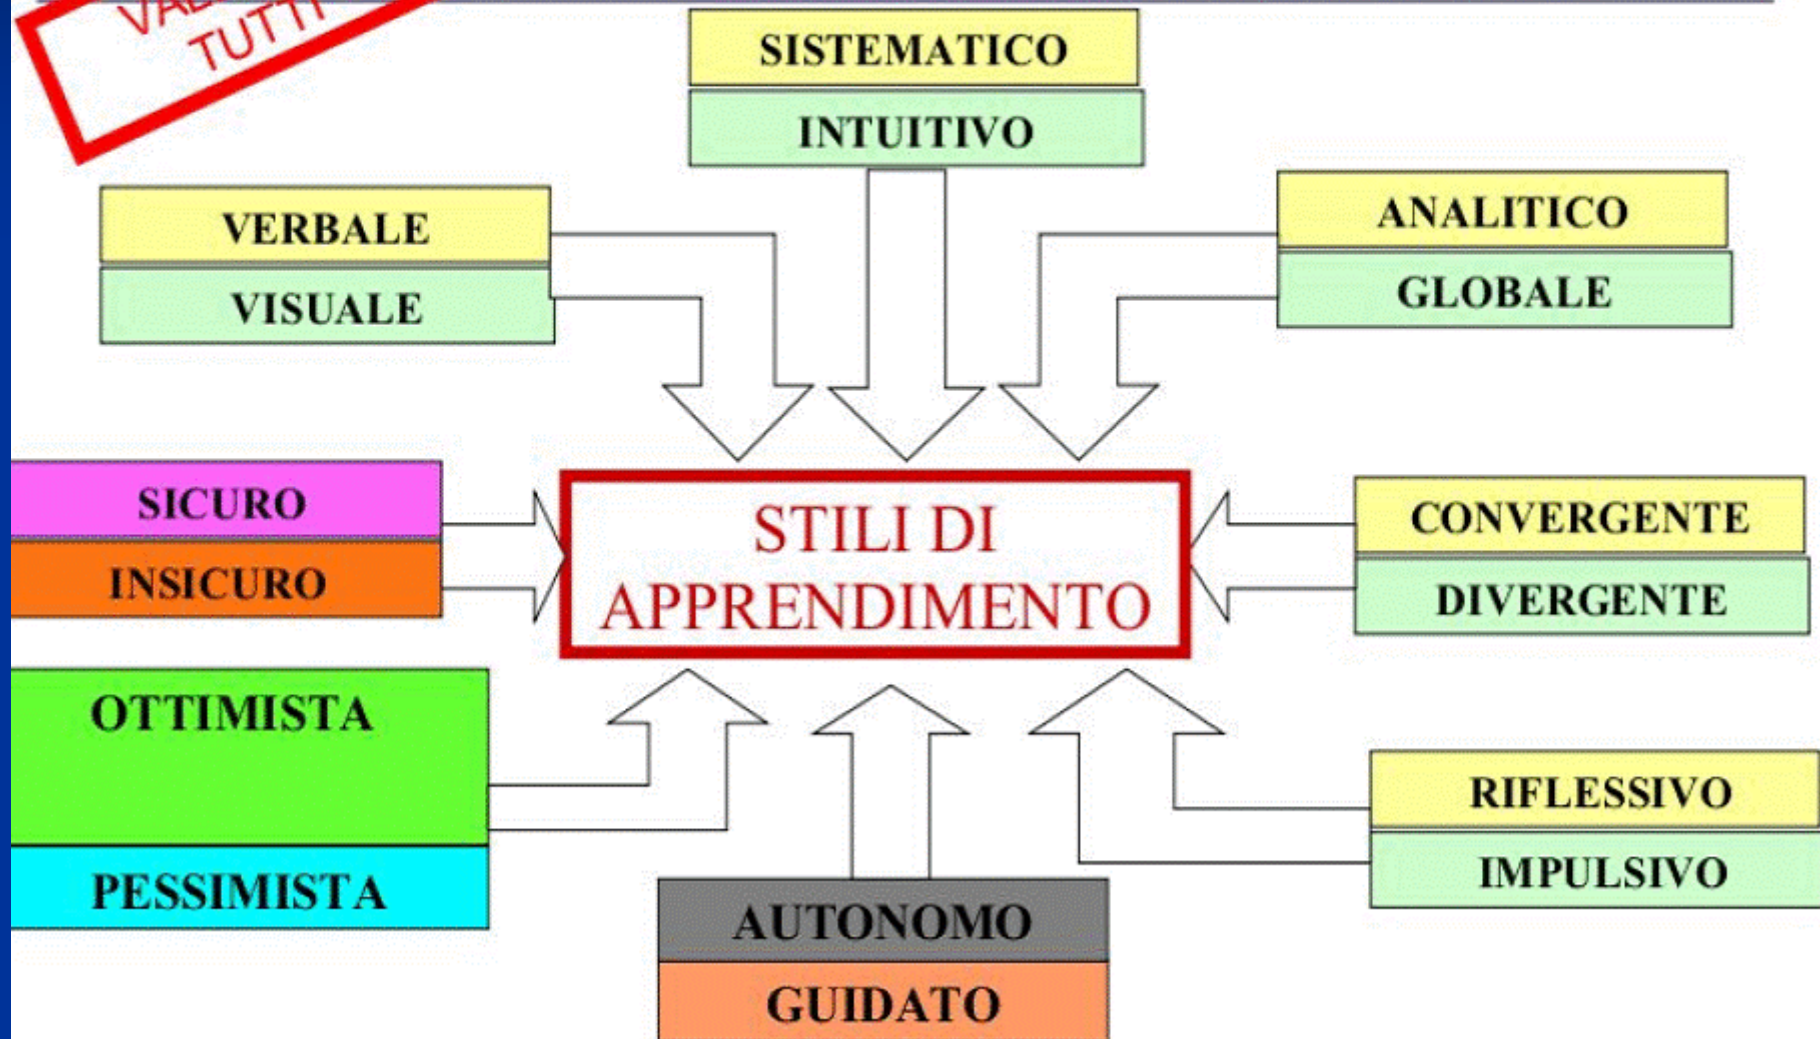 TUTTI
SISTEMATICO
INTUITIVO
VERBALE
VISUALE
ANALITICO
GLOBALE
SICURO
INSICURO
STILI DI
APPRENDIMENTO
CONVERGENTE
DIVERGENTE
OTTIMISTA
PESSIMISTA
RIFLESSIVO
IMPULSIVO
AUTONOMO
GUIDATO